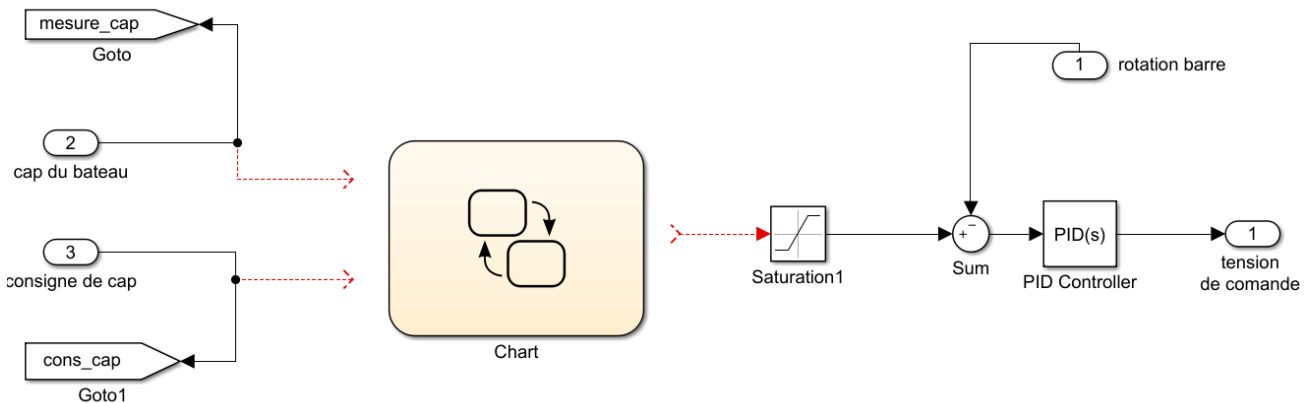 mesure_cap
Goto
2
cap du bateau
3
consigne de cap
cons_cap
Goto1
Chart
Saturation1
1
rotation barre
+
−
Sum
PID(s)
PID Controller
1
tension
de comande